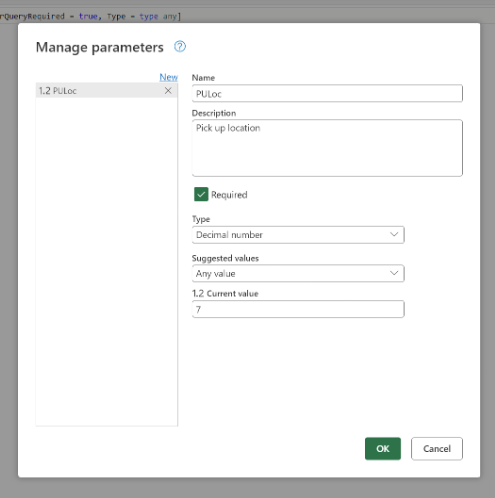 rQueryRequired = true, Type = type any]
Manage parameters ?
New
1.2 PULoc
Name
PULoc
Description
Pick up location
Required
Type
Decimal number
Suggested values
Any value
1.2 Current value
7
OK Cancel